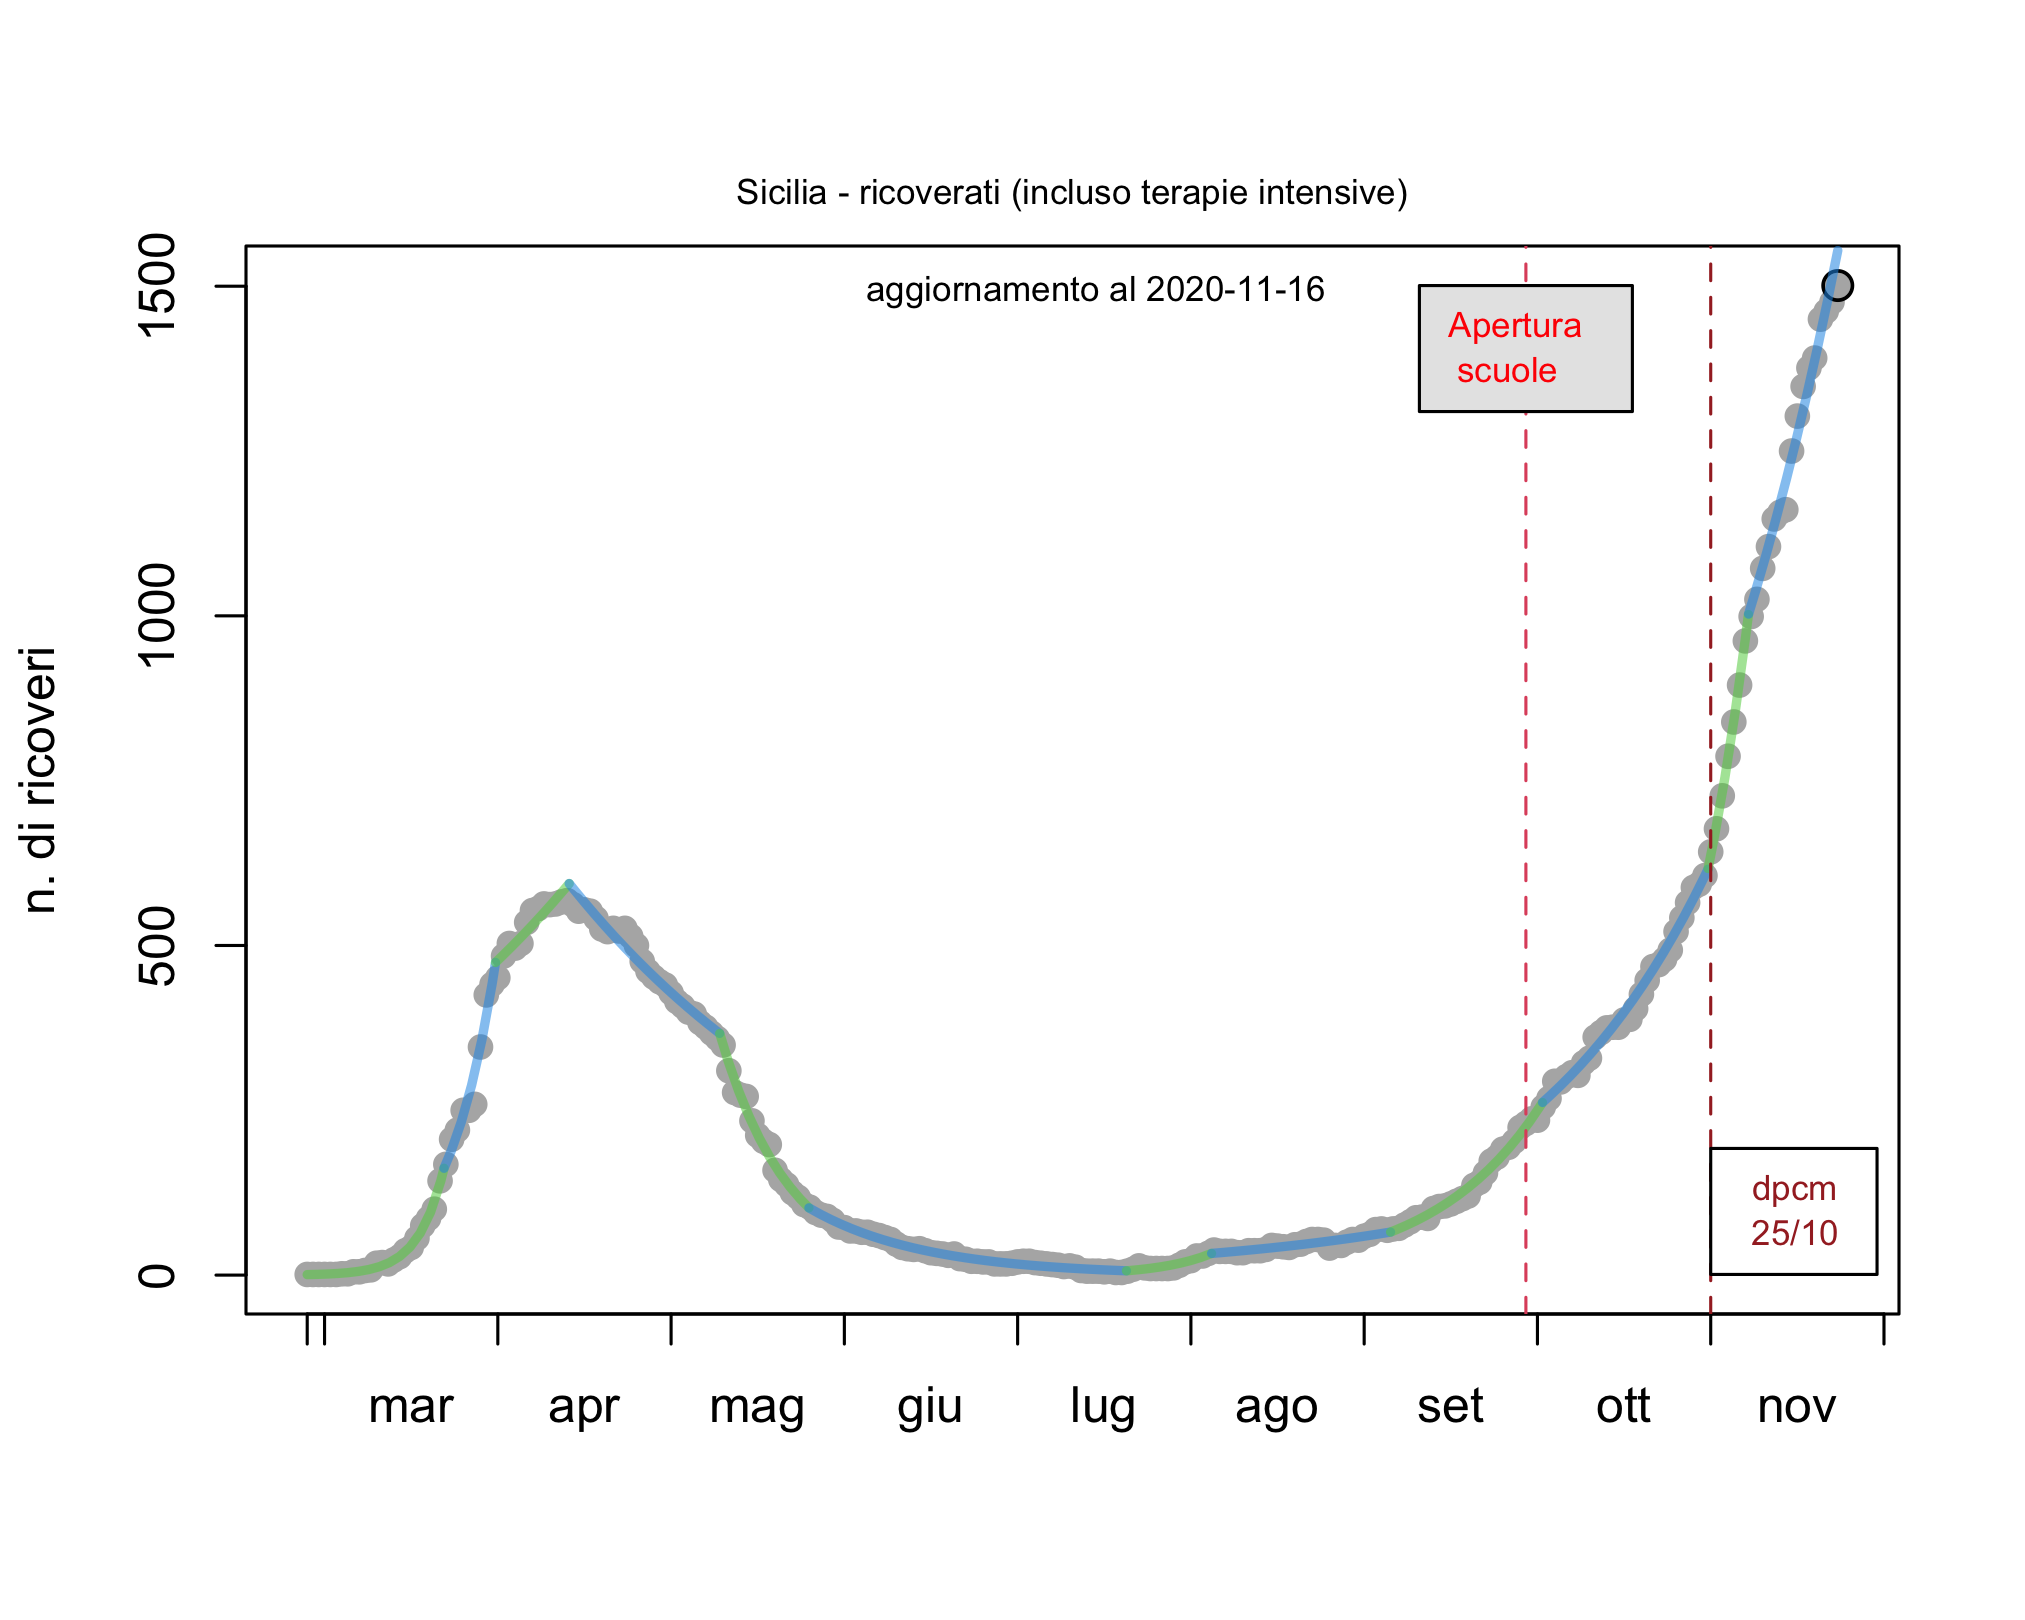 Sicilia - ricoverati (incluso terapie intensive)
aggiornamento al 2020-11-16
Apertura
scuole
1500
1000
500
0
n. di ricoveri
dpcm
25/10
mar apr mag giu lug ago set ott nov